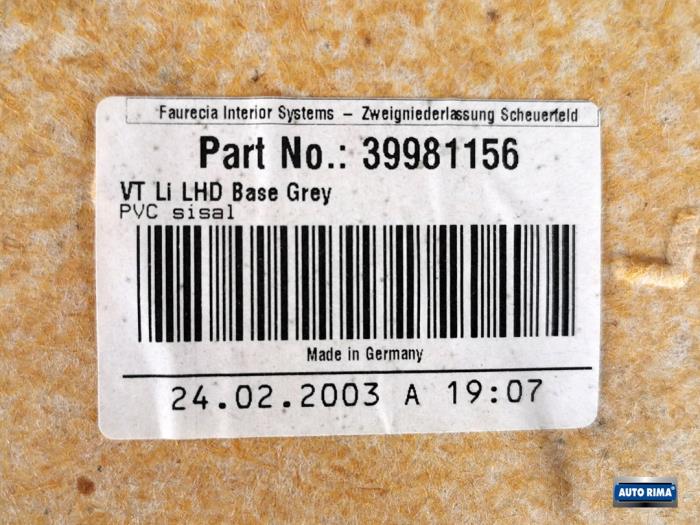 Faurecia Interior Systems – Zweigniederlassung Scheuerfeld
Part No.: 39981156
VT Li LHD Base Grey
PVC sisal
Made in Germany
24.02.2003 A 19:07
AUTO RIMA®